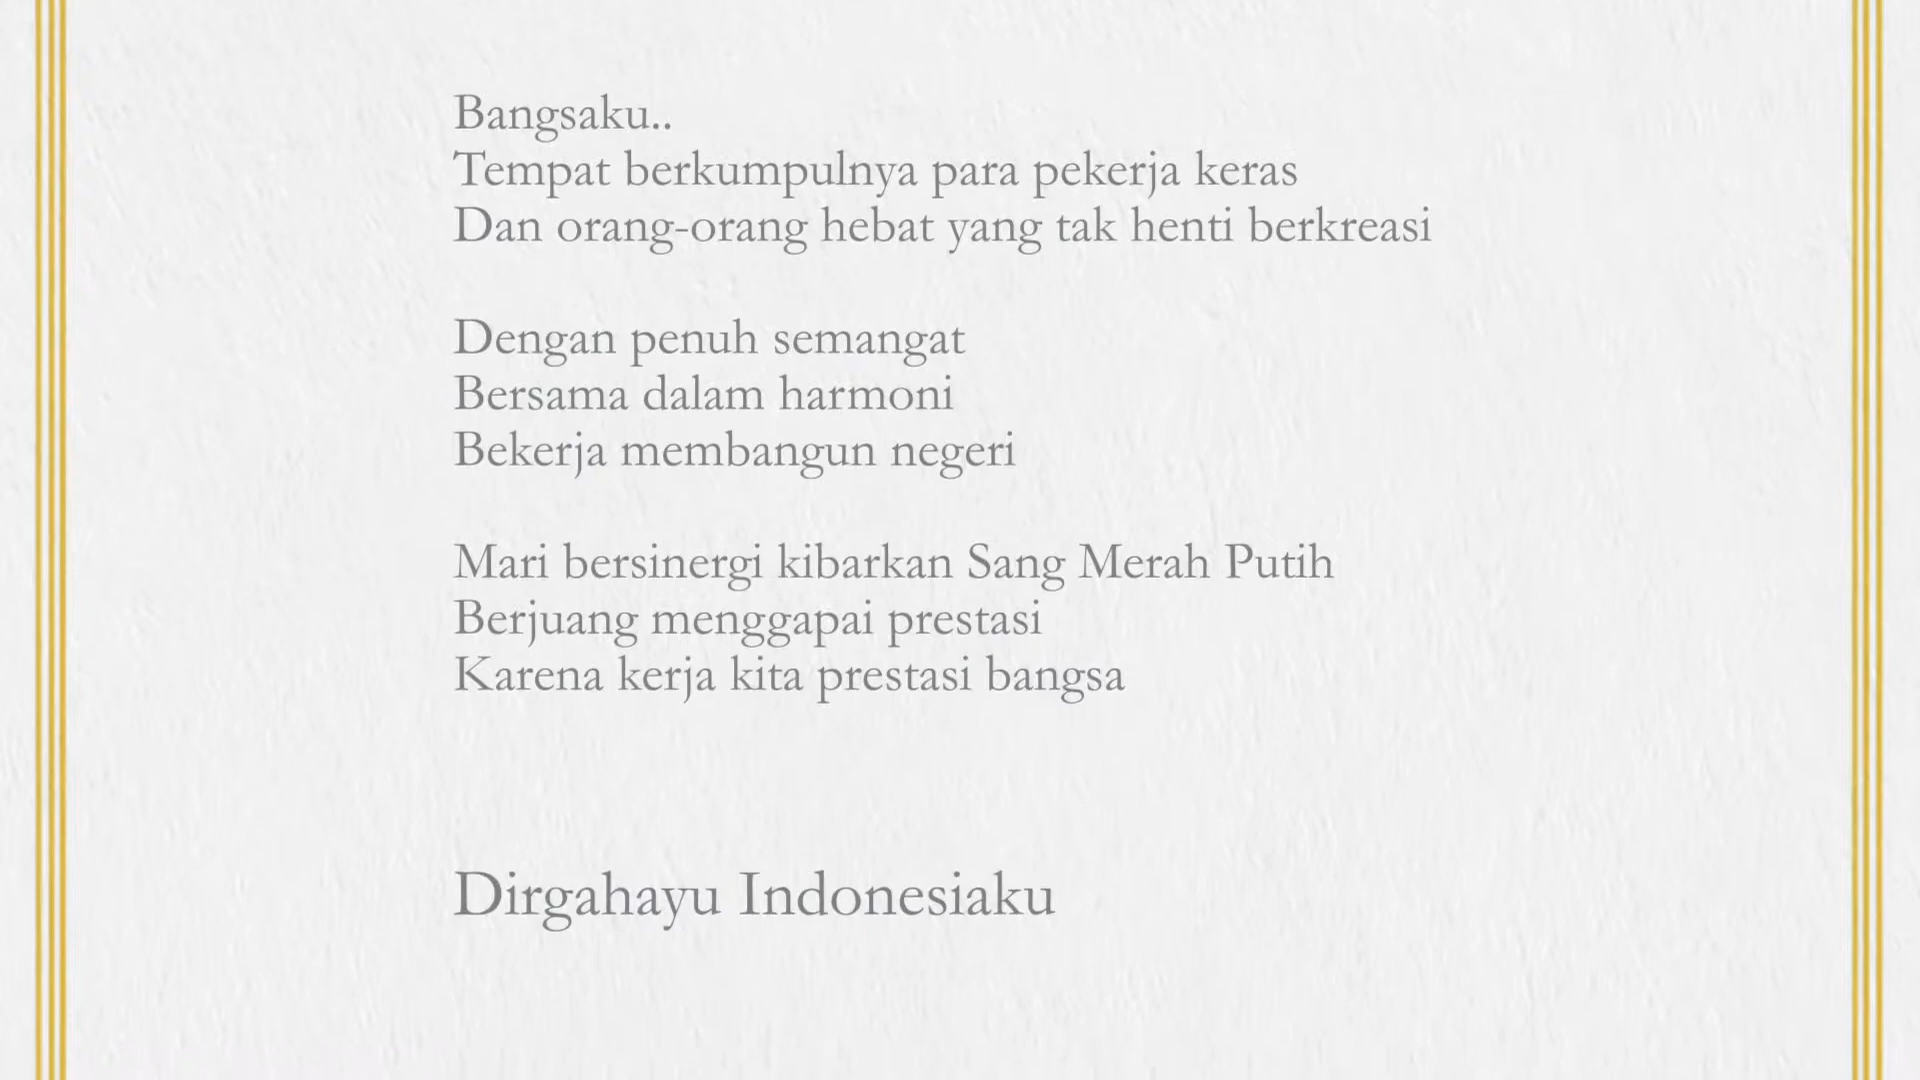 Bangsaku..
Tempat berkumpulnya para pekerja keras
Dan orang-orang hebat yang tak henti berkreasi
Dengan penuh semangat
Bersama dalam harmoni
Bekerja membangun negeri
Mari bersinergi kibarkan Sang Merah Putih
Berjuang menggapai prestasi
Karena kerja kita prestasi bangsa
Dirgahayu Indonesiaku